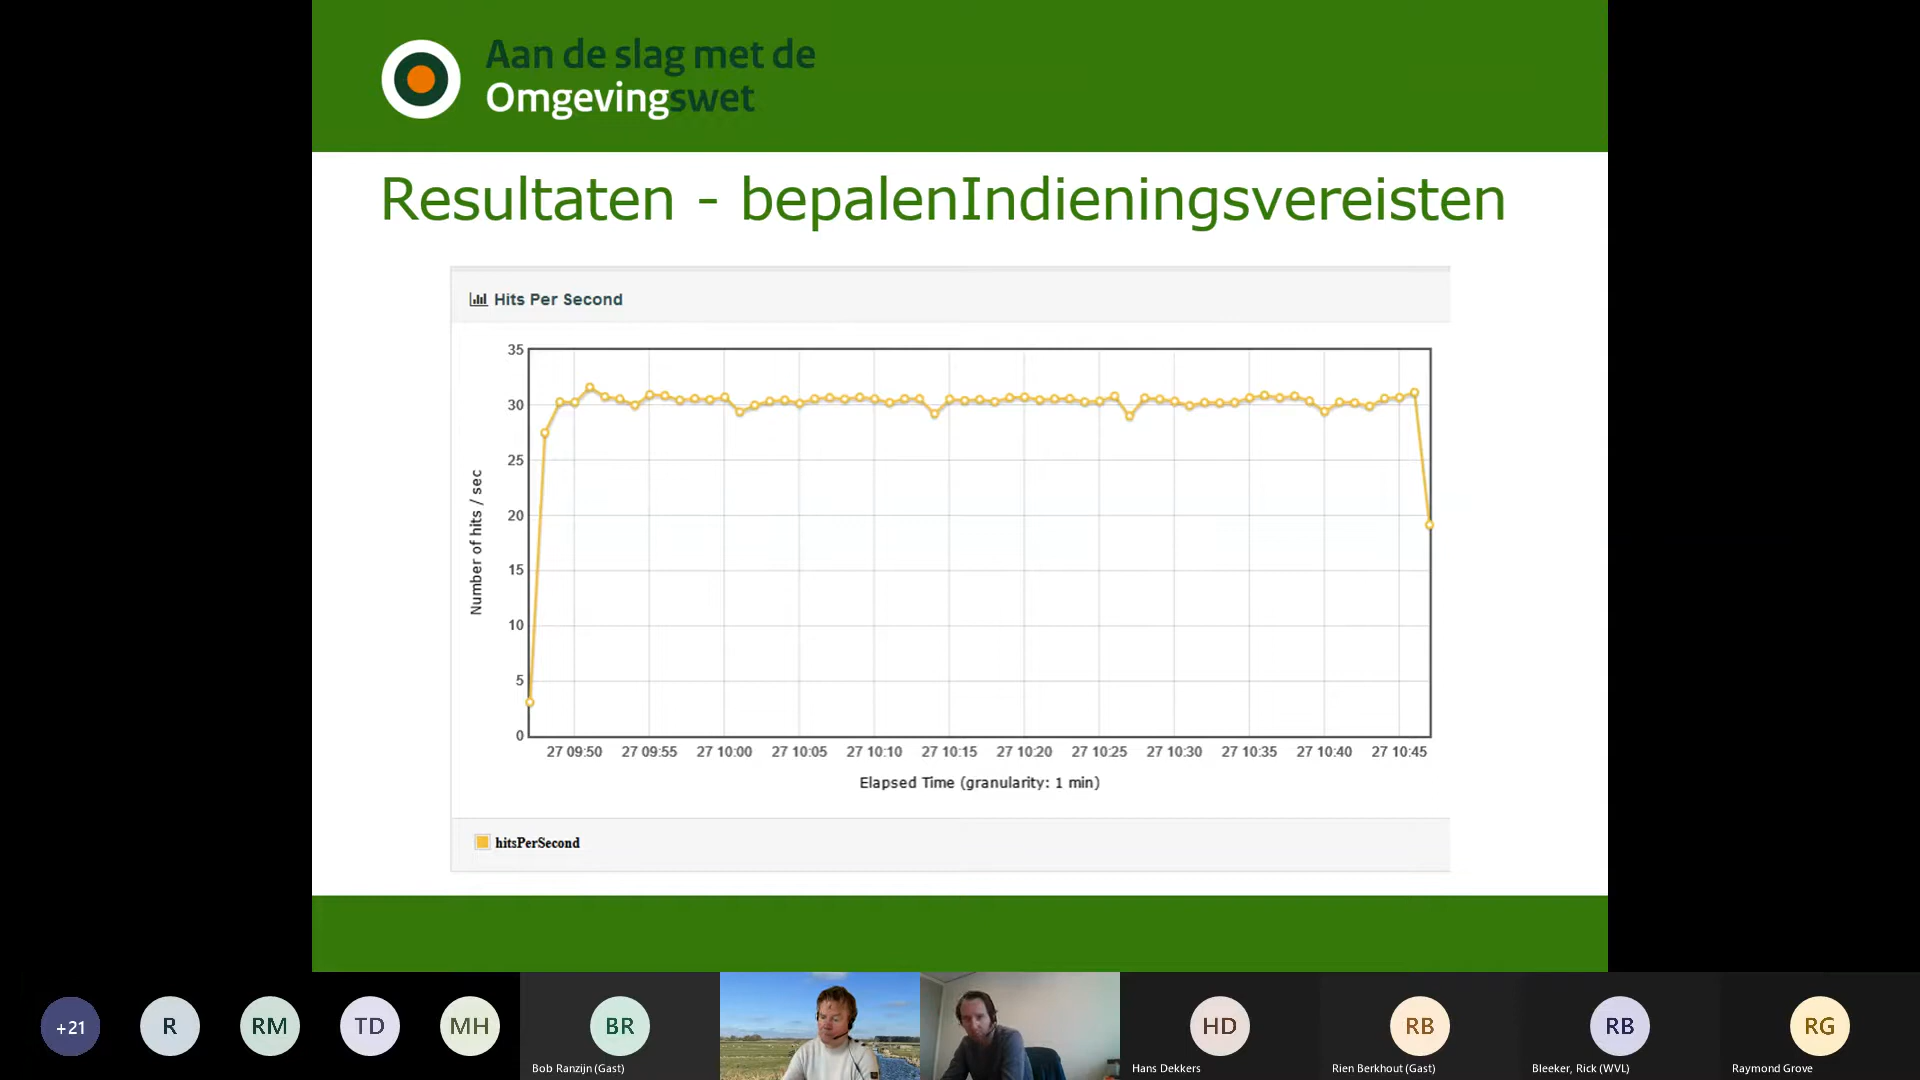 Aan de slag met de
Omgevingswet
Resultaten - bepalenIndieningsvereisten
Hits Per Second
35
30
25
20
15
10
5
0
Number of hits / sec
27 09:50 27 09:55 27 10:00 27 10:05 27 10:10 27 10:15 27 10:20 27 10:25 27 10:30 27 10:35 27 10:40 27 10:45
Elapsed Time (granularity: 1 min)
hitsPerSecond
+21 R RM TD MH BR HD RB RB RG
Bob Ranzijn (Gast) Hans Dekkers Rien Berkhout (Gast) Bleeker, Rick (WVL) Raymond Grove